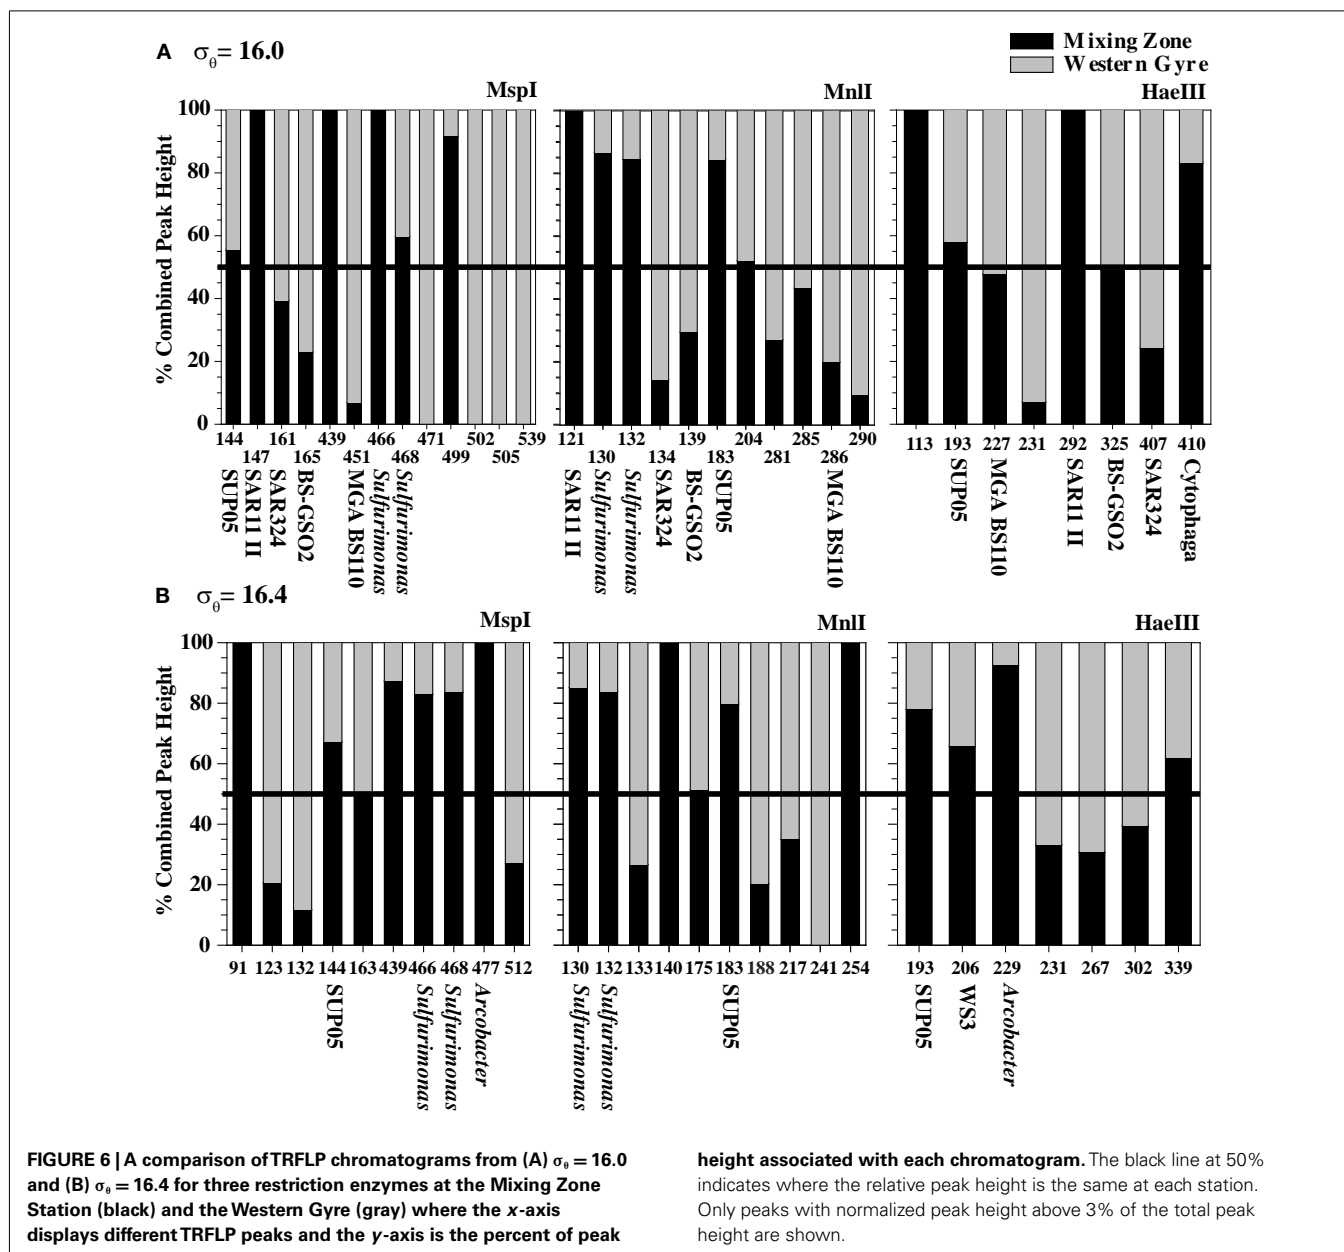 A σθ= 16.0
Mixing Zone
Western Gyre
MspI
MnlI
HaeIII
% Combined Peak Height
100
80
60
40
20
0
144 161 439 466 471 502 539
147 165 451 468 499 505
SUP05
SAR11 II
SAR324
BS-GSO2
MGA BS110
Sulfurimonas
Sulfurimonas
121 132 139 204 285 290
130 134 183 281 286
SAR11 II
Sulfurimonas
Sulfurimonas
SAR324
BS-GSO2
SUP05
MGA BS110
113 193 227 231 292 325 407 410
SUP05
MGA BS110
SAR11 II
BS-GSO2
SAR324
Cytophaga
B σθ= 16.4
MspI
MnlI
HaeIII
% Combined Peak Height
100
80
60
40
20
0
91 123 132 144 163 439 466 468 477 512
SUP05
Sulfurimonas
Sulfurimonas
Arcobacter
130 132 133 140 175 183 188 217 241 254
Sulfurimonas
Sulfurimonas
SUP05
193 206 229 231 267 302 339
SUP05
WS3
Arcobacter
FIGURE 6 | A comparison of TRFLP chromatograms from (A) σθ = 16.0
and (B) σθ = 16.4 for three restriction enzymes at the Mixing Zone
Station (black) and the Western Gyre (gray) where the x-axis
displays different TRFLP peaks and the y-axis is the percent of peak
height associated with each chromatogram. The black line at 50%
indicates where the relative peak height is the same at each station.
Only peaks with normalized peak height above 3% of the total peak
height are shown.